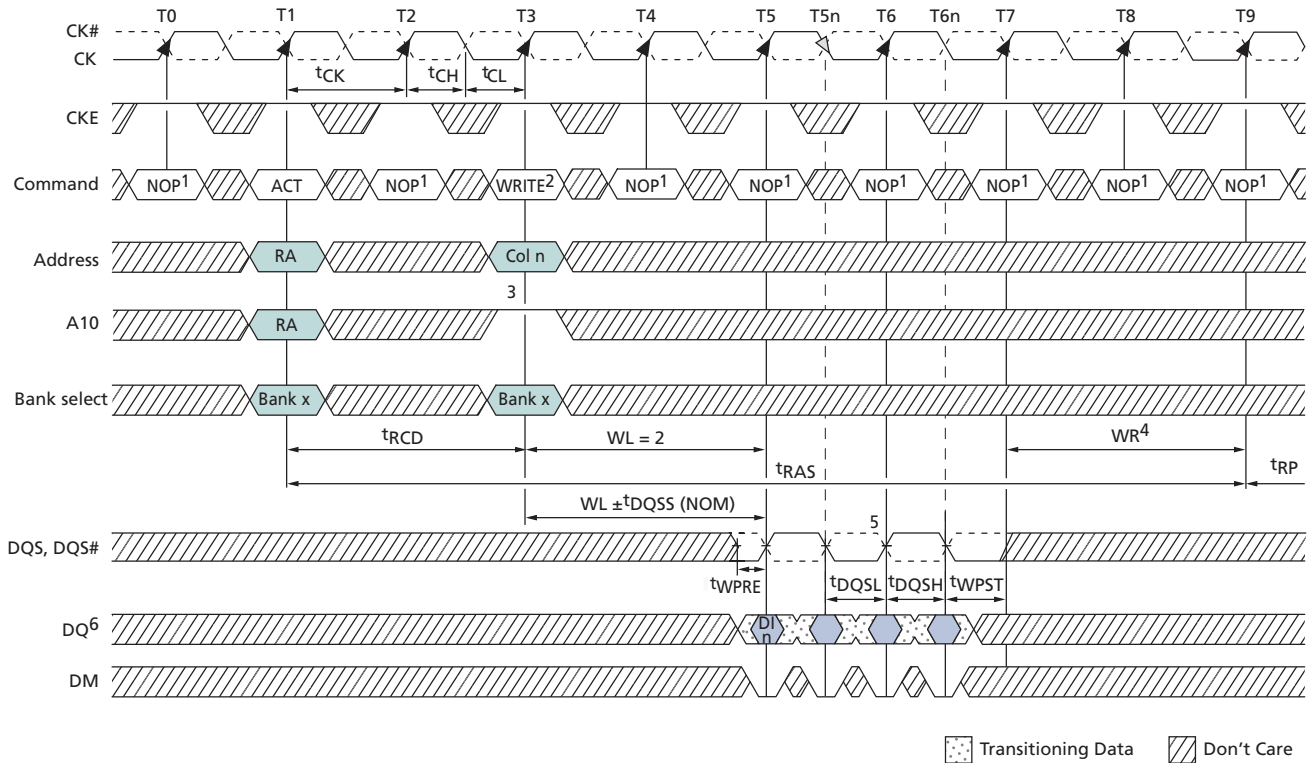 T0 T1 T2 T3 T4 T5 T5n T6 T6n T7 T8 T9
CK#
CK
tCK tCH tCL
CKE
Command NOP1 ACT NOP1 WRITE2 NOP1 NOP1 NOP1 NOP1 NOP1 NOP1
Address RA Col n
3
A10 RA
Bank select Bank x Bank x
tRCD WL = 2 WR4
tRAS tRP
WL ±tDQSS (NOM)
5
DQS, DQS#
tWPRE tDQSL tDQSH tWPST
DQ6 DI
n
DM
Transitioning Data Don't Care